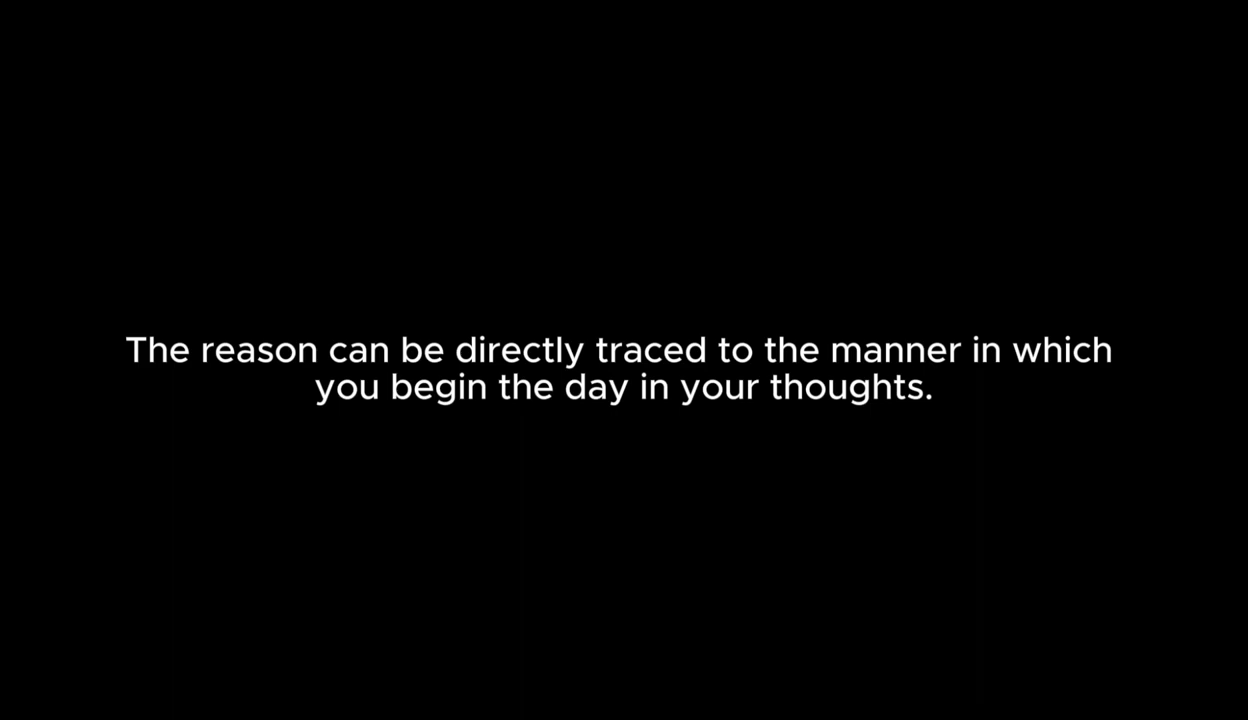 The reason can be directly traced to the manner in which
you begin the day in your thoughts.